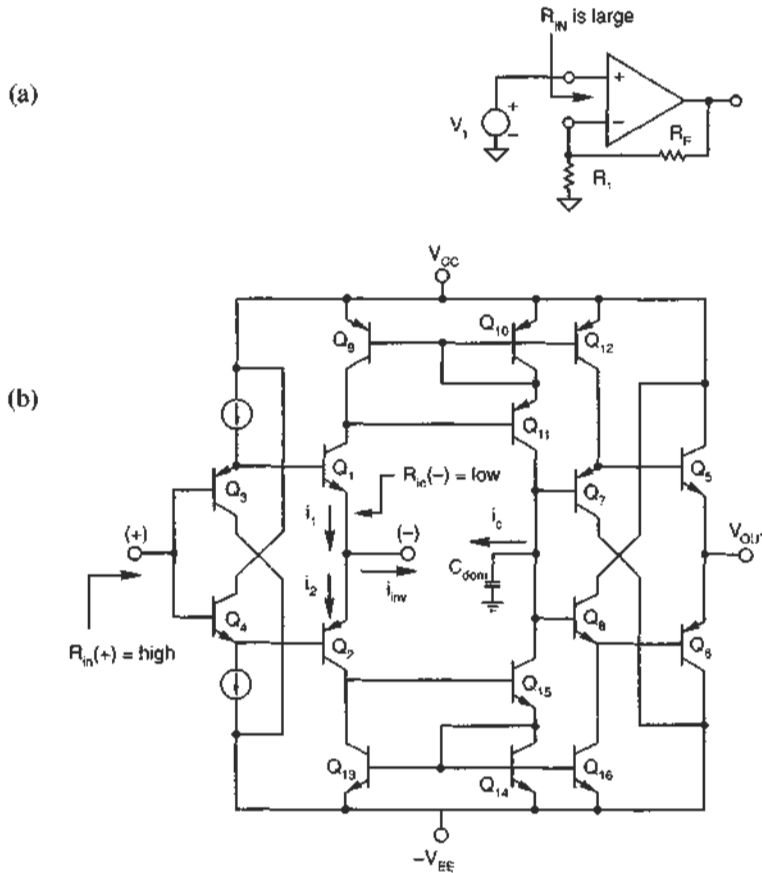 (a)
R_IN is large
+
−
+
−
V_1
R_F
R_1
(b)
V_CC
Q_9
Q_10
Q_12
Q_11
Q_1
R_ic(−) = low
Q_3
Q_7
Q_5
(+)
i_1
(−)
i_c
V_OUT
i_2
i_inv
C_dom
Q_4
Q_2
Q_8
Q_6
R_in(+) = high
Q_15
Q_13
Q_14
Q_16
−V_EE